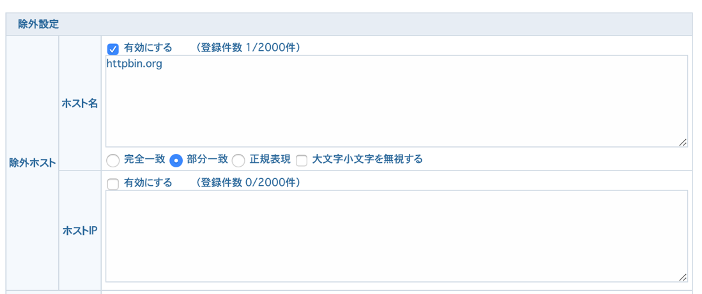 除外設定
除外ホスト
ホスト名
有効にする (登録件数 1/2000件)
httpbin.org
完全一致 部分一致 正規表現 大文字小文字を無視する
ホストIP
有効にする (登録件数 0/2000件)